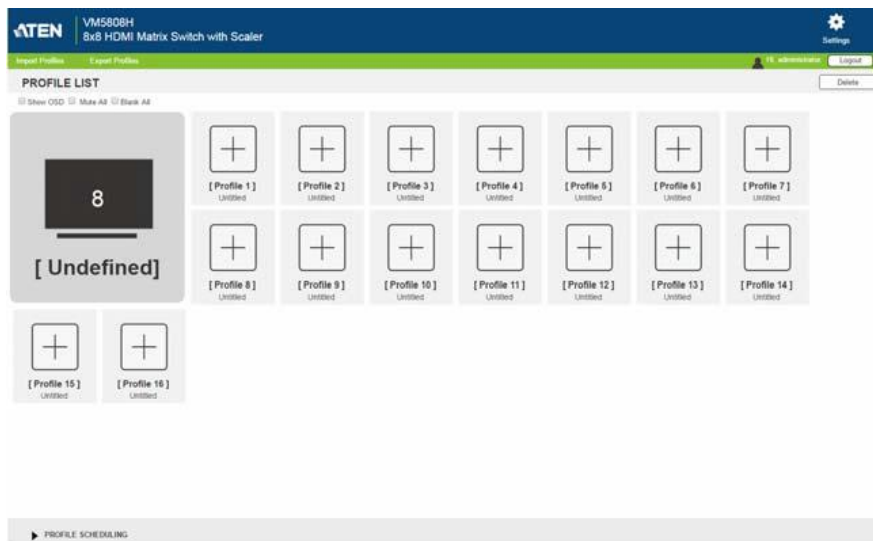 ATEN
VM5808H
8x8 HDMI Matrix Switch with Scaler
Settings
Import Profiles Export Profiles
Hi, administrator Logout
PROFILE LIST
Delete
Show OSD Mute All Blank All
8
[ Undefined]
[ Profile 1 ] [ Profile 2 ] [ Profile 3 ] [ Profile 4 ] [ Profile 5 ] [ Profile 6 ] [ Profile 7 ]
Untitled Untitled Untitled Untitled Untitled Untitled Untitled
[ Profile 8 ] [ Profile 9 ] [ Profile 10 ] [ Profile 11 ] [ Profile 12 ] [ Profile 13 ] [ Profile 14 ]
Untitled Untitled Untitled Untitled Untitled Untitled Untitled
[ Profile 15 ] [ Profile 16 ]
Untitled Untitled
PROFILE SCHEDULING